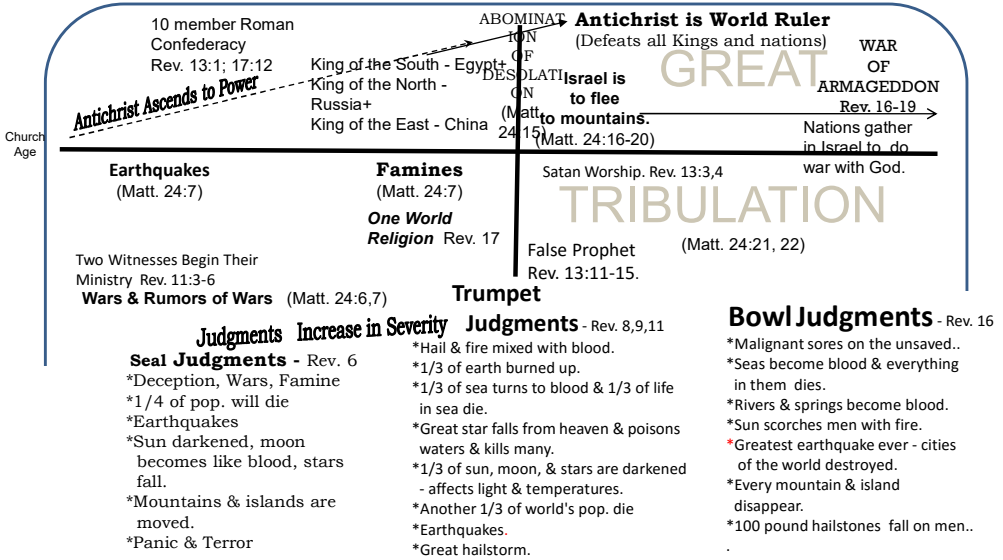 10 member Roman
Confederacy
Rev. 13:1; 17:12
Antichrist Ascends to Power
Church
Age
King of the South - Egypt+
King of the North -
Russia+
King of the East - China
ABOMINAT
ION
OF
DESOLATI
ON
(Matt.
24:15)
Antichrist is World Ruler
(Defeats all Kings and nations)
GREAT
Israel is
to flee
to mountains.
(Matt. 24:16-20)
WAR
OF
ARMAGEDDON
Rev. 16-19
Nations gather
in Israel to do
war with God.
Earthquakes
(Matt. 24:7)
Famines
(Matt. 24:7)
One World
Religion Rev. 17
Satan Worship. Rev. 13:3,4
TRIBULATION
(Matt. 24:21, 22)
False Prophet
Rev. 13:11-15.
Two Witnesses Begin Their
Ministry Rev. 11:3-6
Wars & Rumors of Wars (Matt. 24:6,7)
Judgments Increase in Severity
Seal Judgments - Rev. 6
*Deception, Wars, Famine
*1/4 of pop. will die
*Earthquakes
*Sun darkened, moon
becomes like blood, stars
fall.
*Mountains & islands are
moved.
*Panic & Terror
Trumpet
Judgments - Rev. 8,9,11
*Hail & fire mixed with blood.
*1/3 of earth burned up.
*1/3 of sea turns to blood & 1/3 of life
in sea die.
*Great star falls from heaven & poisons
waters & kills many.
*1/3 of sun, moon, & stars are darkened
- affects light & temperatures.
*Another 1/3 of world's pop. die
*Earthquakes.
*Great hailstorm.
Bowl Judgments - Rev. 16
*Malignant sores on the unsaved..
*Seas become blood & everything
in them dies.
*Rivers & springs become blood.
*Sun scorches men with fire.
*Greatest earthquake ever - cities
of the world destroyed.
*Every mountain & island
disappear.
*100 pound hailstones fall on men..
.